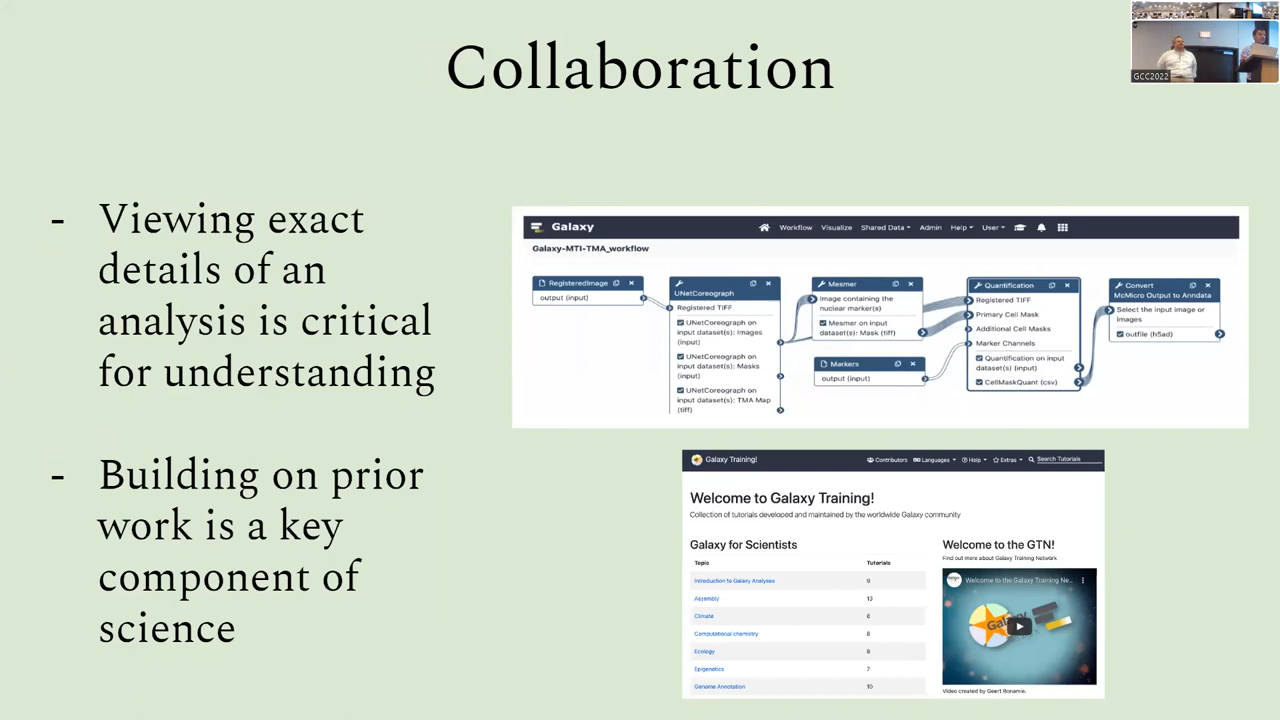 Collaboration
GCC2022
- Viewing exact
details of an
analysis is critical
for understanding
- Building on prior
work is a key
component of
science
Galaxy
Workflow Visualize Shared Data Admin Help User
Galaxy-MTI-TMA_workflow
RegisteredImage
output (input)
UNetCoreograph
Registered TIFF
UNetCoreograph on
input dataset(s): Images
(input)
UNetCoreograph on
input dataset(s): Masks
(input)
UNetCoreograph on
input dataset(s): TMA Map
(tiff)
Mesmer
Image containing the
nuclear marker(s)
Mesmer on input
dataset(s): Mask (tiff)
Markers
output (input)
Quantification
Registered TIFF
Primary Cell Mask
Additional Cell Masks
Marker Channels
Quantification on input
dataset(s) (input)
CellMaskQuant (csv)
Convert
McMicro Output to Anndata
Select the input image or
images
outfile (h5ad)
Galaxy Training!
Contributors Languages Help Extras Search Tutorials
Welcome to Galaxy Training!
Collection of tutorials developed and maintained by the worldwide Galaxy community
Galaxy for Scientists
Topic Tutorials
Introduction to Galaxy Analyses 9
Assembly 13
Climate 6
Computational chemistry 8
Ecology 8
Epigenetics 7
Genome Annotation 10
Welcome to the GTN!
Find out more about Galaxy Training Network
Welcome to the Galaxy Training Ne...
Galaxy
Video created by Geert Bonamie.